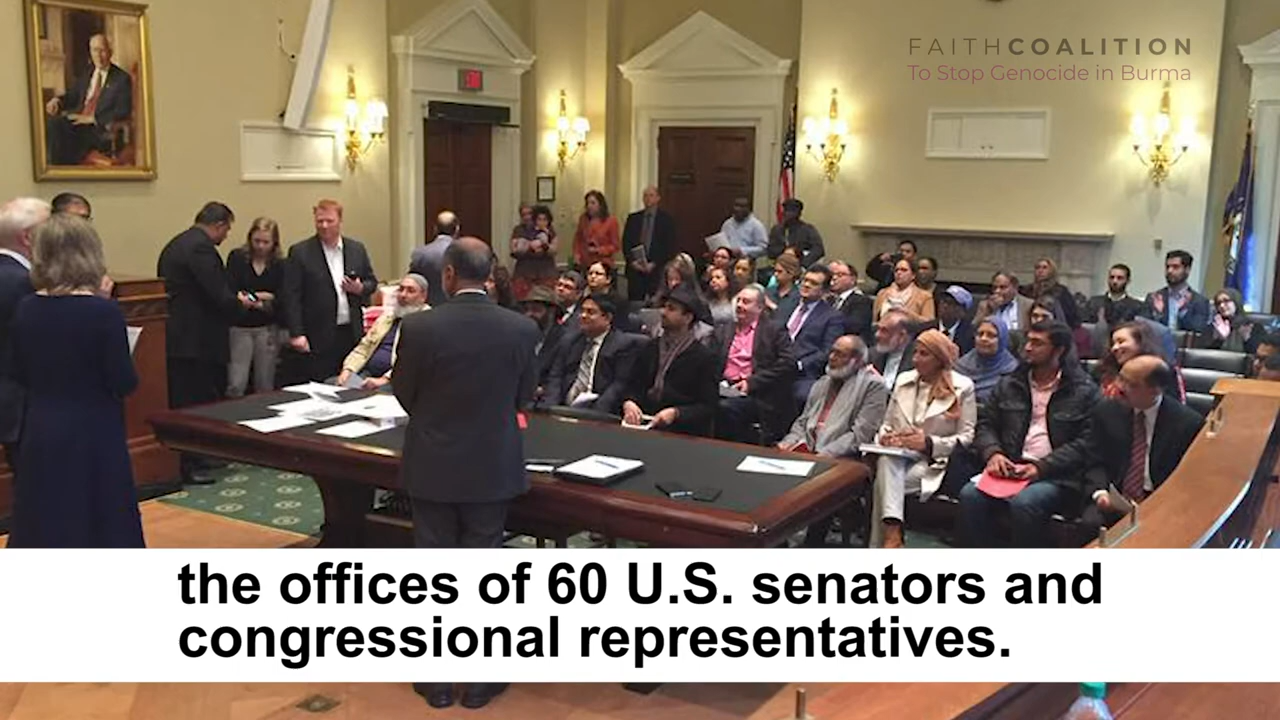 FAITHCOALITION
To Stop Genocide in Burma
the offices of 60 U.S. senators and
congressional representatives.